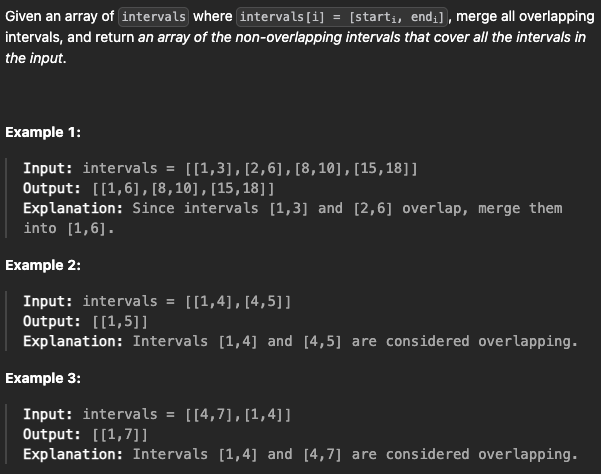 Given an array of intervals where intervals[i] = [starti, endi], merge all overlapping
intervals, and return an array of the non-overlapping intervals that cover all the intervals in
the input.
Example 1:
Input: intervals = [[1,3],[2,6],[8,10],[15,18]]
Output: [[1,6],[8,10],[15,18]]
Explanation: Since intervals [1,3] and [2,6] overlap, merge them
into [1,6].
Example 2:
Input: intervals = [[1,4],[4,5]]
Output: [[1,5]]
Explanation: Intervals [1,4] and [4,5] are considered overlapping.
Example 3:
Input: intervals = [[4,7],[1,4]]
Output: [[1,7]]
Explanation: Intervals [1,4] and [4,7] are considered overlapping.